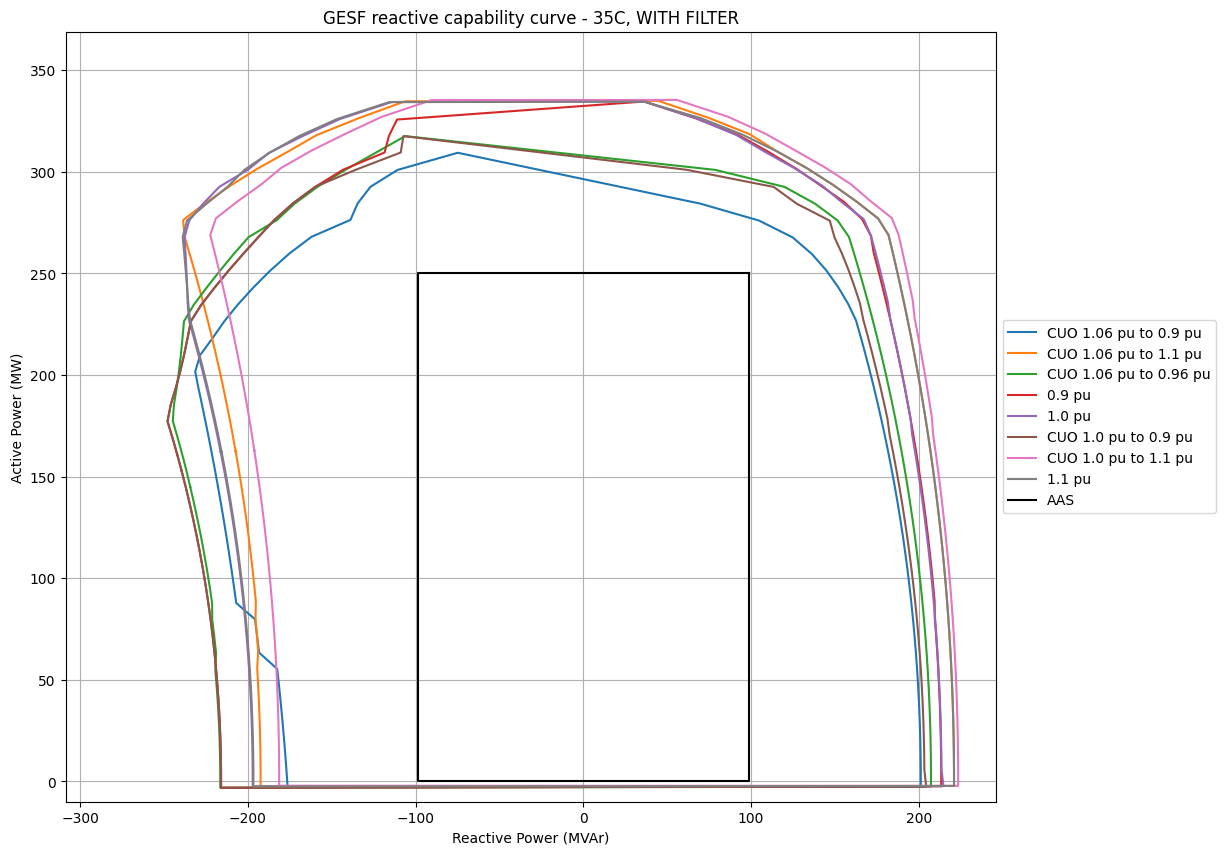 GESF reactive capability curve - 35C, WITH FILTER
Active Power (MW)
350
300
250
200
150
100
50
0
−300
−200
−100
0
100
200
Reactive Power (MVAr)
CUO 1.06 pu to 0.9 pu
CUO 1.06 pu to 1.1 pu
CUO 1.06 pu to 0.96 pu
0.9 pu
1.0 pu
CUO 1.0 pu to 0.9 pu
CUO 1.0 pu to 1.1 pu
1.1 pu
AAS